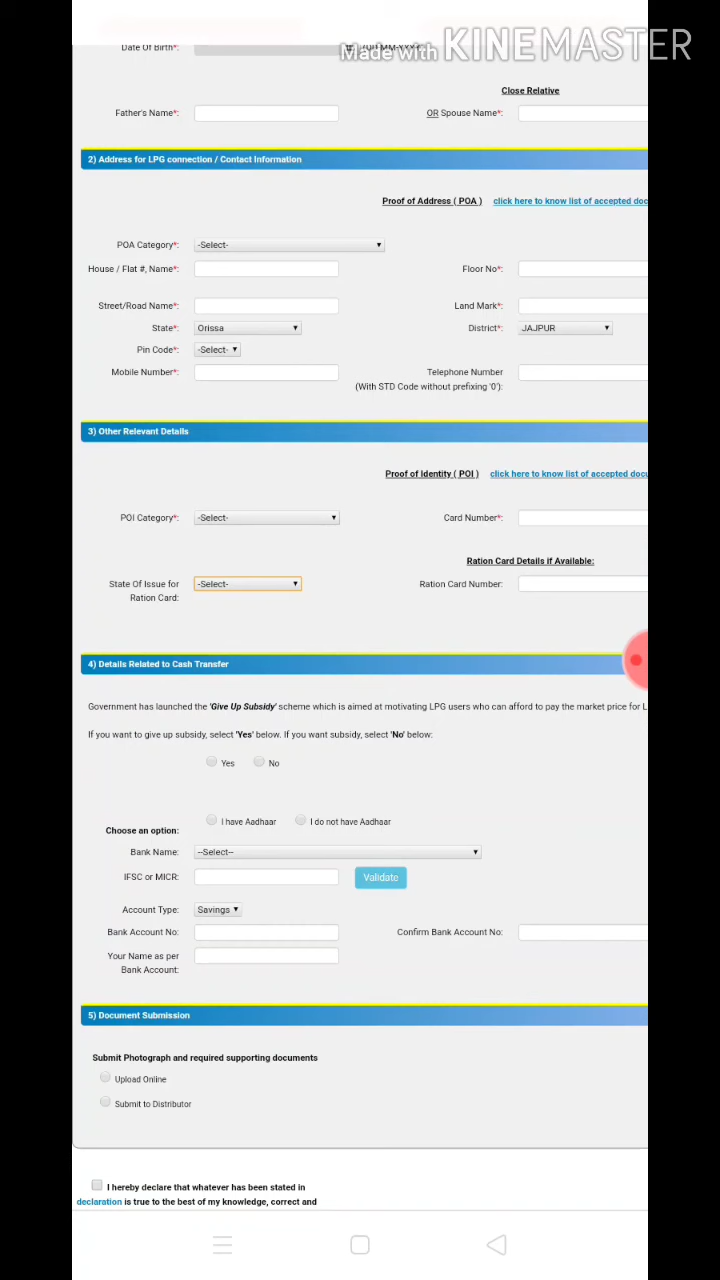 Date Of Birth*:
Made with KINEMASTER
Close Relative
Father's Name*:
OR Spouse Name*:
2) Address for LPG connection / Contact Information
Proof of Address ( POA ) click here to know list of accepted doc
POA Category*: -Select-
House / Flat #, Name*: Floor No*:
Street/Road Name*: Land Mark*:
State*: Orissa District*: JAJPUR
Pin Code*: -Select-
Mobile Number*: Telephone Number
(With STD Code without prefixing '0'):
3) Other Relevant Details
Proof of Identity ( POI ) click here to know list of accepted docu
POI Category*: -Select- Card Number*:
Ration Card Details if Available:
State Of Issue for
Ration Card: -Select- Ration Card Number:
4) Details Related to Cash Transfer
Government has launched the 'Give Up Subsidy' scheme which is aimed at motivating LPG users who can afford to pay the market price for L
If you want to give up subsidy, select 'Yes' below. If you want subsidy, select 'No' below:
Yes No
I have Aadhaar I do not have Aadhaar
Choose an option:
Bank Name: --Select--
IFSC or MICR: Validate
Account Type: Savings
Bank Account No: Confirm Bank Account No:
Your Name as per
Bank Account:
5) Document Submission
Submit Photograph and required supporting documents
Upload Online
Submit to Distributor
I hereby declare that whatever has been stated in
declaration is true to the best of my knowledge, correct and